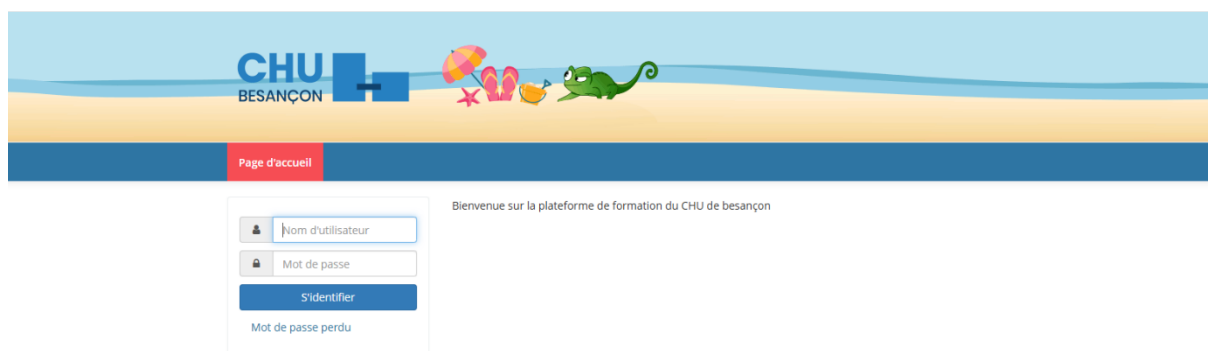 CHU
BESANÇON
Page d'accueil
Bienvenue sur la plateforme de formation du CHU de besançon
Nom d'utilisateur
Mot de passe
S'identifier
Mot de passe perdu